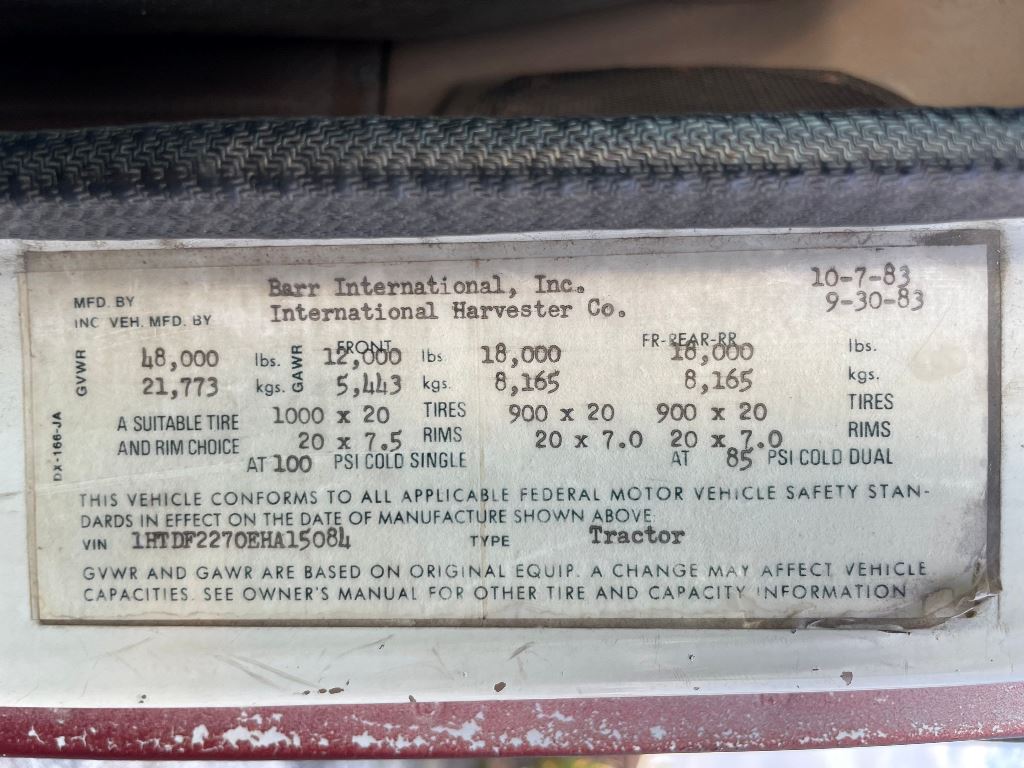 MFD. BY Barr International, Inc. 10-7-83
INC VEH. MFD. BY International Harvester Co. 9-30-83
FRONT FR-REAR-RR
GVWR 48,000 lbs. GAWR 12,000 lbs 18,000 18,000 lbs.
21,773 kgs. 5,443 kgs. 8,165 8,165 kgs.
A SUITABLE TIRE 1000 x 20 TIRES 900 x 20 900 x 20 TIRES
AND RIM CHOICE 20 x 7.5 RIMS 20 x 7.0 20 x 7.0 RIMS
AT 100 PSI COLD SINGLE AT 85 PSI COLD DUAL
DX-166-JA
THIS VEHICLE CONFORMS TO ALL APPLICABLE FEDERAL MOTOR VEHICLE SAFETY STAN-
DARDS IN EFFECT ON THE DATE OF MANUFACTURE SHOWN ABOVE:
VIN 1HTDF2270EHA15084 TYPE Tractor
GVWR AND GAWR ARE BASED ON ORIGINAL EQUIP. A CHANGE MAY AFFECT VEHICLE
CAPACITIES. SEE OWNER'S MANUAL FOR OTHER TIRE AND CAPACITY INFORMATION